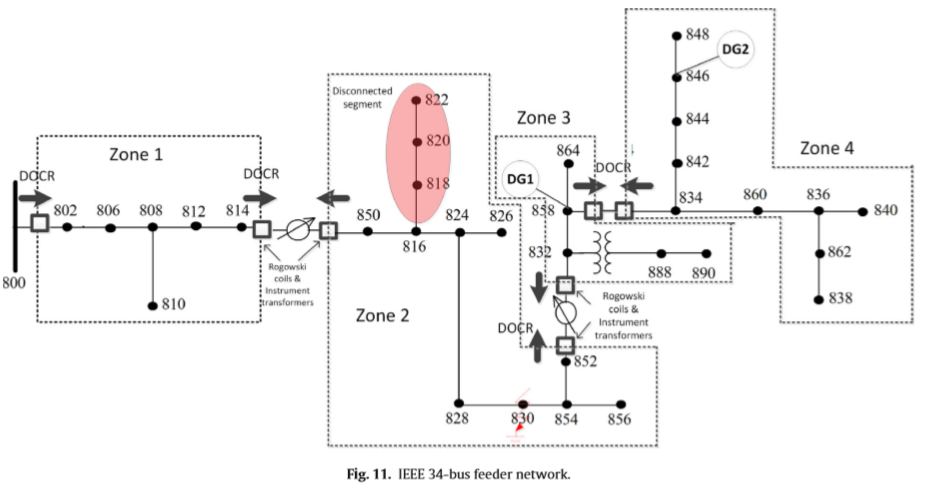 848
DG2
846
Disconnected
segment
822
Zone 3
844
820
Zone 1
Zone 4
864
DOCR
DOCR
DOCR
DG1
842
818
858
834
860
836
840
802
806
808
812
814
850
816
824
826
800
810
832
888
890
862
838
Rogowski
coils &
Instrument
transformers
Zone 2
Rogowski
coils &
Instrument
transformers
DOCR
852
828
830
854
856
Fig. 11. IEEE 34-bus feeder network.